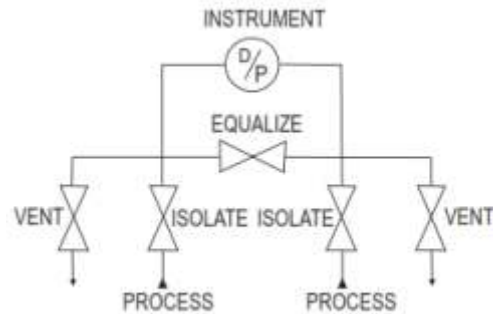 INSTRUMENT
D/P
EQUALIZE
VENT ISOLATE ISOLATE VENT
PROCESS PROCESS